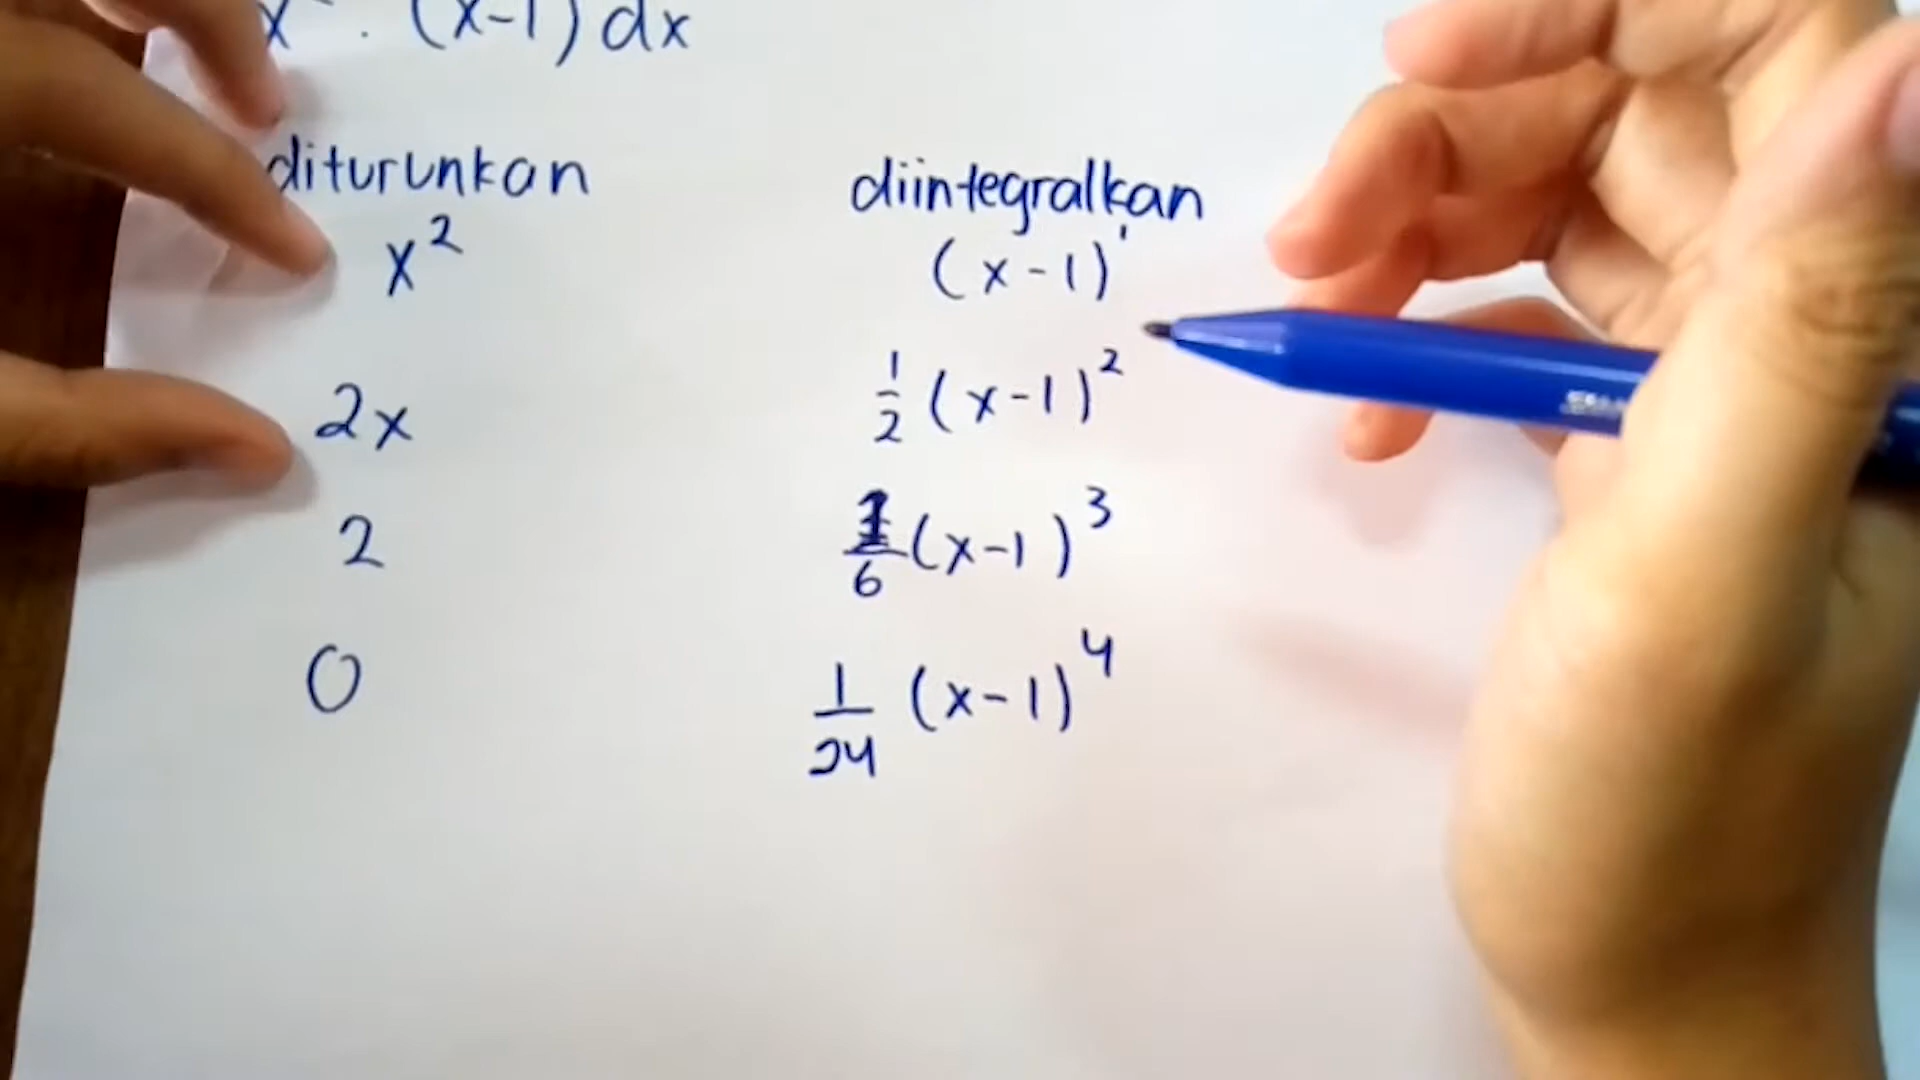 x . (x-1) dx
diturunkan diintegralkan
x² (x-1)¹
2x 1/2 (x-1)²
2 1/6 (x-1)³
0 1/24 (x-1)⁴